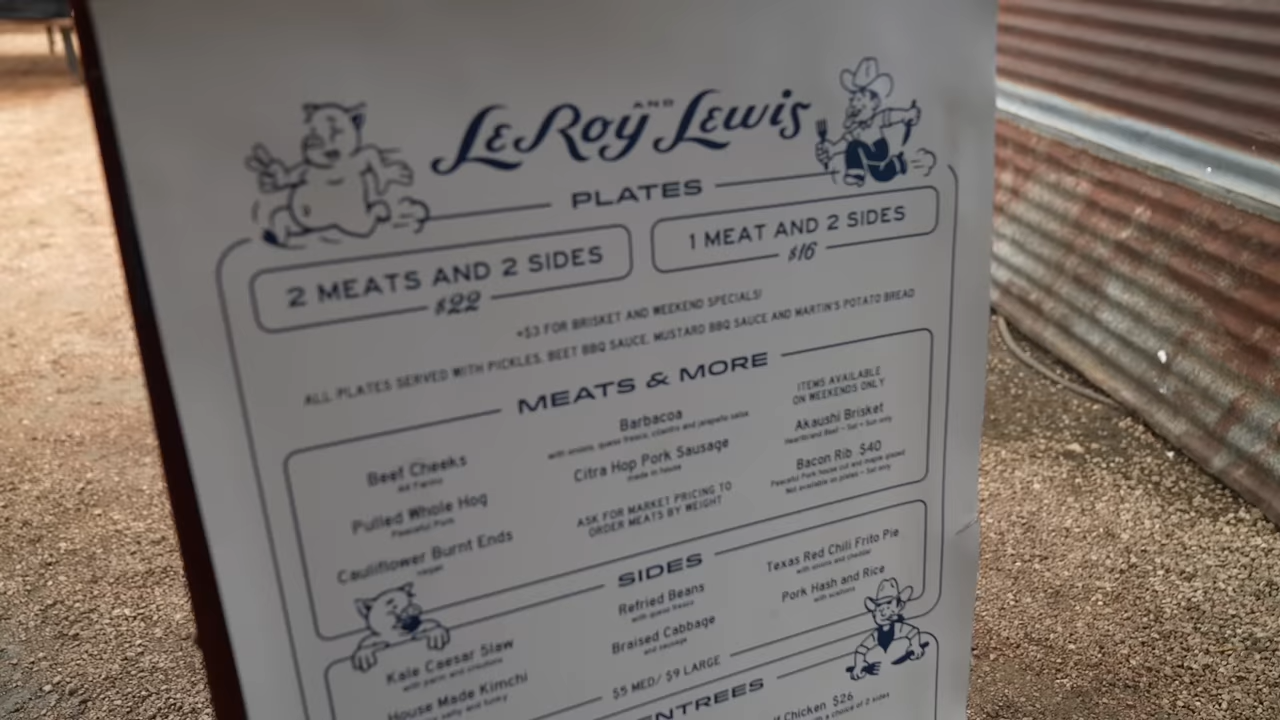 LeRoy AND Lewis
PLATES
2 MEATS AND 2 SIDES
$22
1 MEAT AND 2 SIDES
$16
+$3 FOR BRISKET AND WEEKEND SPECIALS!
ALL PLATES SERVED WITH PICKLES, BEET BBQ SAUCE, MUSTARD BBQ SAUCE AND MARTIN'S POTATO BREAD
MEATS & MORE
Beef Cheeks
44 Farms
Pulled Whole Hog
Peaceful Pork
Cauliflower Burnt Ends
vegan
Barbacoa
with onions, queso fresco, cilantro and jalapeño salsa
Citra Hop Pork Sausage
made in house
ASK FOR MARKET PRICING TO
ORDER MEATS BY WEIGHT
ITEMS AVAILABLE
ON WEEKENDS ONLY
Akaushi Brisket
Heartbrand Beef - Sat + Sun only
Bacon Rib $40
Peaceful Pork house cut and maple glazed
Not available on plates - Sat only
SIDES
Kale Caesar Slaw
with parm and croutons
House Made Kimchi
salty and funky
Refried Beans
with queso fresco
Braised Cabbage
and sausage
Texas Red Chili Frito Pie
with onions and cheddar
Pork Hash and Rice
with scallions
$5 MED/ $9 LARGE
ENTREES
Chicken $26
choice of 2 sides